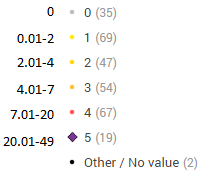 0 0 (35)
0.01-2 1 (69)
2.01-4 2 (47)
4.01-7 3 (54)
7.01-20 4 (67)
20.01-49 5 (19)
Other / No value (2)